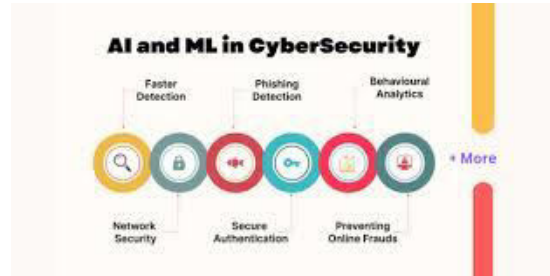 AI and ML in CyberSecurity
Faster
Detection
Phishing
Detection
Behavioural
Analytics
+ More
Network
Security
Secure
Authentication
Preventing
Online Frauds